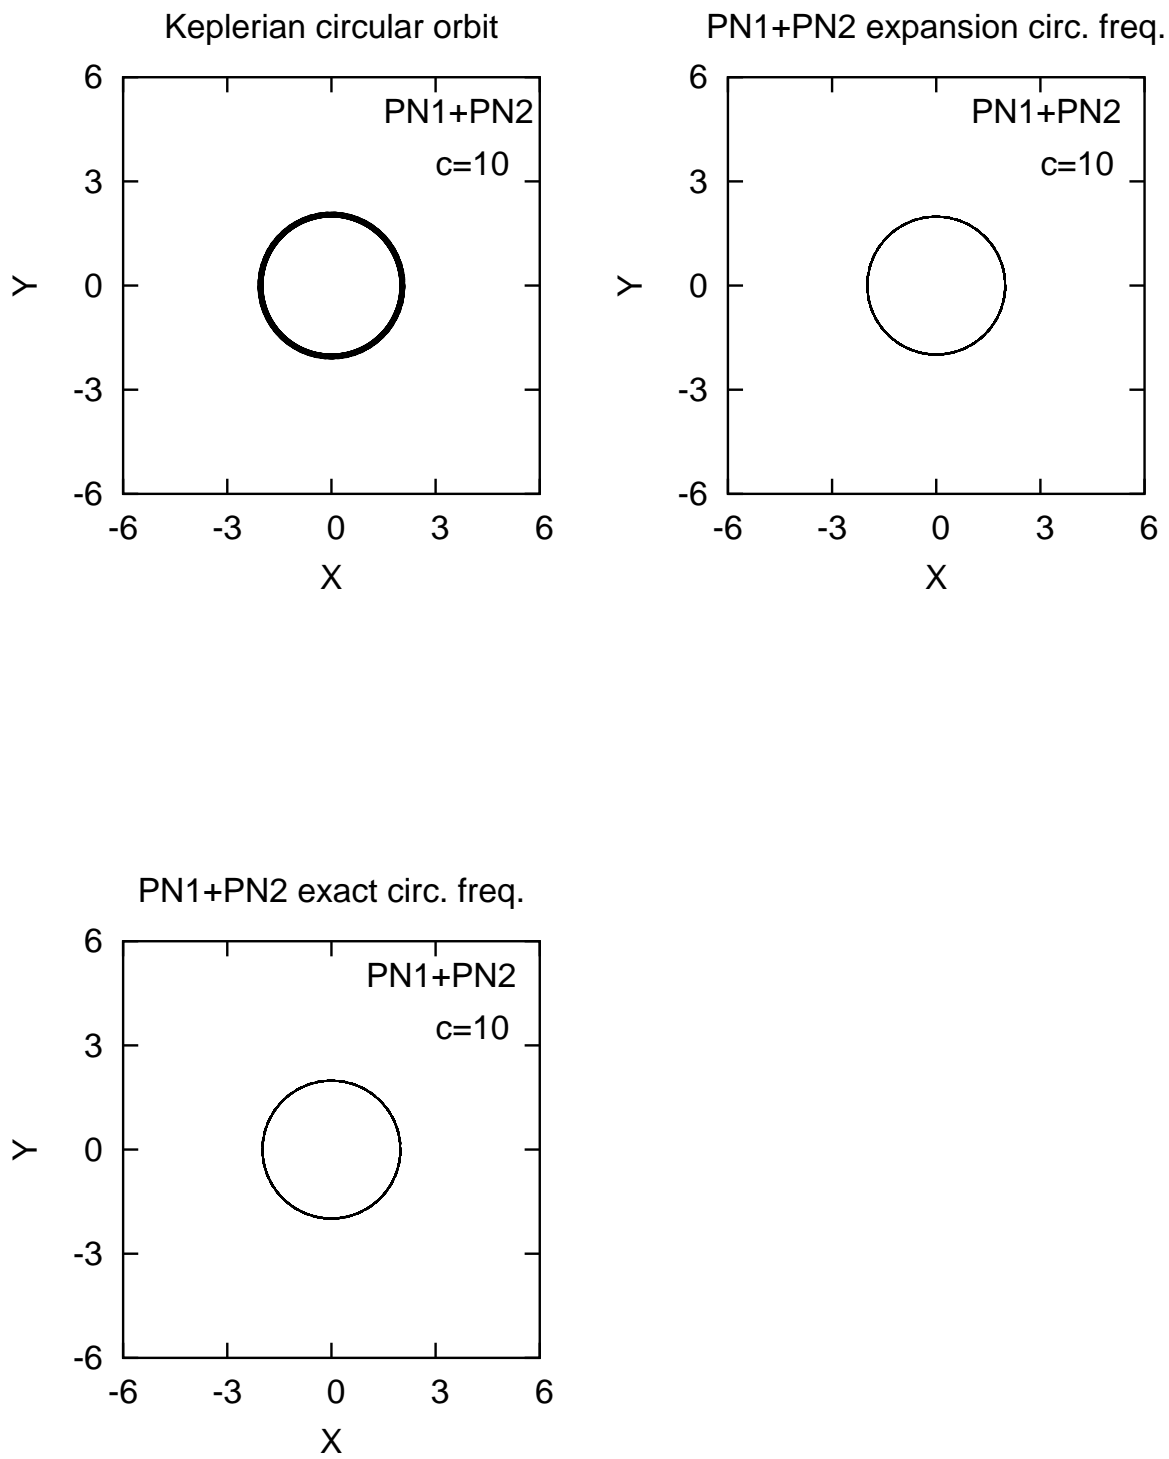 Keplerian circular orbit
PN1+PN2
c=10
6
3
0
-3
-6
Y
-6 -3 0 3 6
X
PN1+PN2 expansion circ. freq.
PN1+PN2
c=10
6
3
0
-3
-6
Y
-6 -3 0 3 6
X
PN1+PN2 exact circ. freq.
PN1+PN2
c=10
6
3
0
-3
-6
Y
-6 -3 0 3 6
X